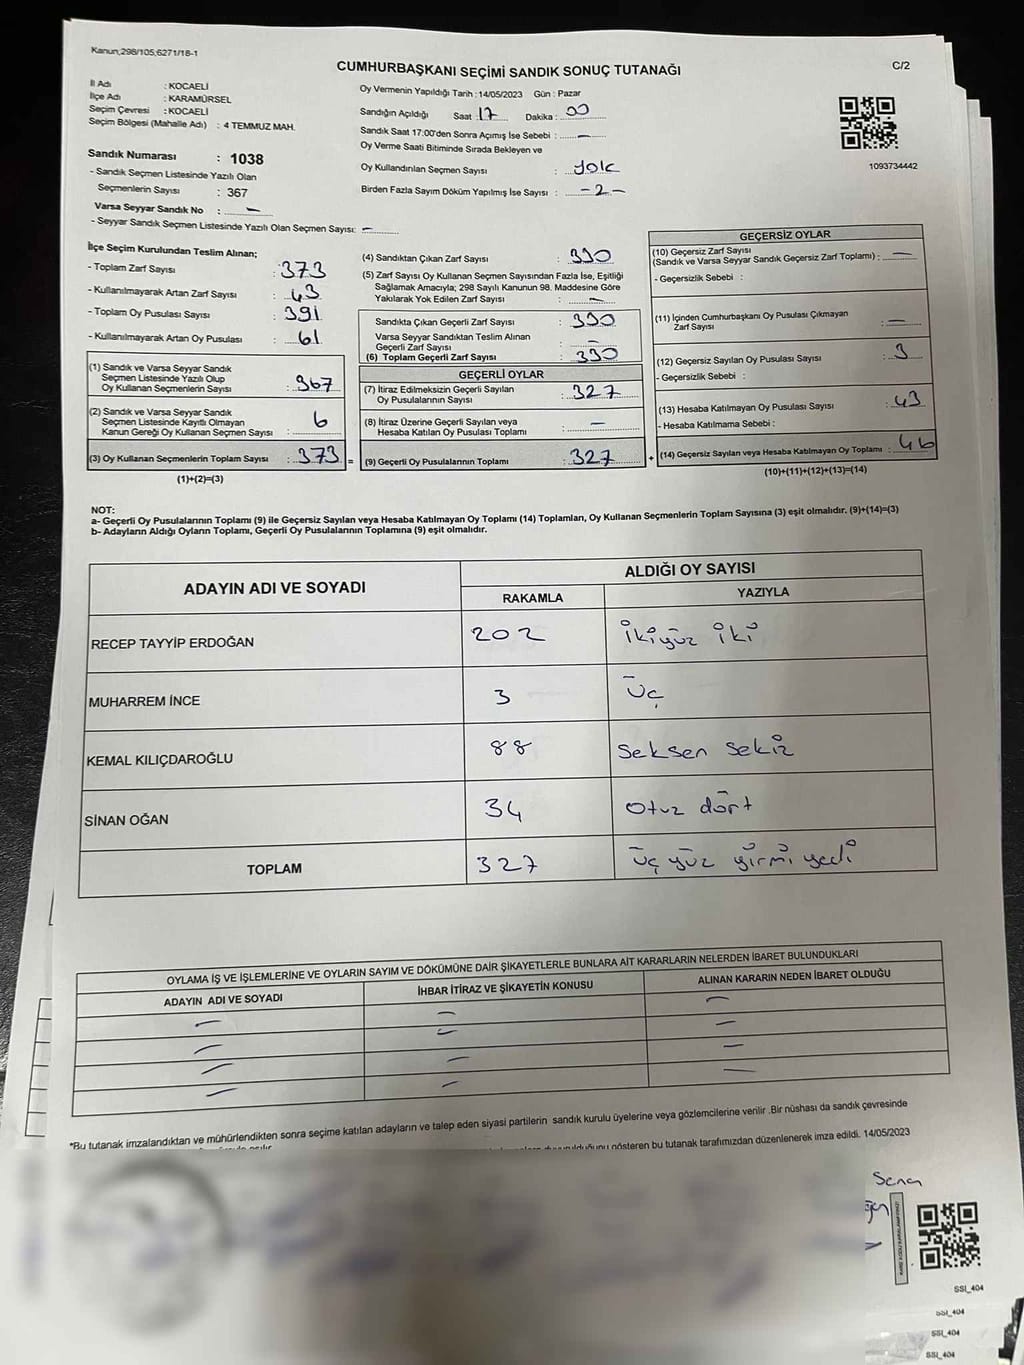 Kanun;298/105,6271/18-1
CUMHURBAŞKANI SEÇİMİ SANDIK SONUÇ TUTANAĞI
C/2
İl Adı : KOCAELİ
İlçe Adı : KARAMÜRSEL
Seçim Çevresi : KOCAELİ
Seçim Bölgesi (Mahalle Adı) : 4 TEMMUZ MAH.
Sandık Numarası : 1038
- Sandık Seçmen Listesinde Yazılı Olan
Seçmenlerin Sayısı : 367
Varsa Seyyar Sandık No : —
- Seyyar Sandık Seçmen Listesinde Yazılı Olan Seçmen Sayısı: —
Oy Vermenin Yapıldığı Tarih : 14/05/2023 Gün : Pazar
Sandığın Açıldığı Saat : 17 Dakika : 00
Sandık Saat 17:00'den Sonra Açımış İse Sebebi : —
Oy Verme Saati Bitiminde Sırada Bekleyen ve
Oy Kullandırılan Seçmen Sayısı : Yok
Birden Fazla Sayım Döküm Yapılmış İse Sayısı : -2-
1093734442
İlçe Seçim Kurulundan Teslim Alınan;
- Toplam Zarf Sayısı : 373
- Kullanılmayarak Artan Zarf Sayısı : 43
- Toplam Oy Pusulası Sayısı : 391
- Kullanılmayarak Artan Oy Pusulası : 61
(1) Sandık ve Varsa Seyyar Sandık
Seçmen Listesinde Yazılı Olup
Oy Kullanan Seçmenlerin Sayısı : 367
(2) Sandık ve Varsa Seyyar Sandık
Seçmen Listesinde Kayıtlı Olmayan
Kanun Gereği Oy Kullanan Seçmen Sayısı : 6
(3) Oy Kullanan Seçmenlerin Toplam Sayısı : 373 =
(1)+(2)=(3)
(4) Sandıktan Çıkan Zarf Sayısı : 330
(5) Zarf Sayısı Oy Kullanan Seçmen Sayısından Fazla İse, Eşitliği
Sağlamak Amacıyla; 298 Sayılı Kanunun 98. Maddesine Göre
Yakılarak Yok Edilen Zarf Sayısı : —
Sandıkta Çıkan Geçerli Zarf Sayısı : 330
Varsa Seyyar Sandıktan Teslim Alınan
Geçerli Zarf Sayısı : —
(6) Toplam Geçerli Zarf Sayısı : 330
GEÇERLİ OYLAR
(7) İtiraz Edilmeksizin Geçerli Sayılan
Oy Pusulalarının Sayısı : 327
(8) İtiraz Üzerine Geçerli Sayılan veya
Hesaba Katılan Oy Pusulası Toplamı : —
(9) Geçerli Oy Pusulalarının Toplamı : 327 +
GEÇERSİZ OYLAR
(10) Geçersiz Zarf Sayısı
(Sandık ve Varsa Seyyar Sandık Geçersiz Zarf Toplamı) : —
- Geçersizlik Sebebi :
(11) İçinden Cumhurbaşkanı Oy Pusulası Çıkmayan
Zarf Sayısı : —
(12) Geçersiz Sayılan Oy Pusulası Sayısı : 3
- Geçersizlik Sebebi :
(13) Hesaba Katılmayan Oy Pusulası Sayısı : 43
- Hesaba Katılmama Sebebi :
(14) Geçersiz Sayılan veya Hesaba Katılmayan Oy Toplamı : 46
(10)+(11)+(12)+(13)=(14)
NOT:
a- Geçerli Oy Pusulalarının Toplamı (9) ile Geçersiz Sayılan veya Hesaba Katılmayan Oy Toplamı (14) Toplamları, Oy Kullanan Seçmenlerin Toplam Sayısına (3) eşit olmalıdır. (9)+(14)=(3)
b- Adayların Aldığı Oyların Toplamı, Geçerli Oy Pusulalarının Toplamına (9) eşit olmalıdır.
ADAYIN ADI VE SOYADI
ALDIĞI OY SAYISI
RAKAMLA YAZIYLA
RECEP TAYYİP ERDOĞAN 202 ikiyüz iki
MUHARREM İNCE 3 üç
KEMAL KILIÇDAROĞLU 88 seksen sekiz
SİNAN OĞAN 34 otuz dört
TOPLAM 327 üç yüz yirmi yedi
OYLAMA İŞ VE İŞLEMLERİNE VE OYLARIN SAYIM VE DÖKÜMÜNE DAİR ŞİKAYETLERLE BUNLARA AİT KARARLARIN NELERDEN İBARET BULUNDUKLARI
ADAYIN ADI VE SOYADI İHBAR İTİRAZ VE ŞİKAYETİN KONUSU ALINAN KARARIN NEDEN İBARET OLDUĞU
— — —
— — —
— — —
— — —
*Bu tutanak imzalandıktan ve mühürlendikten sonra seçime katılan adayların ve talep eden siyasi partilerin sandık kurulu üyelerine veya gözlemcilerine verilir .Bir nüshası da sandık çevresinde
gösteren bu tutanak tarafımızdan düzenlenerek imza edildi. 14/05/2023
SSI_404
SSI_404
SSI_404
SSI_404